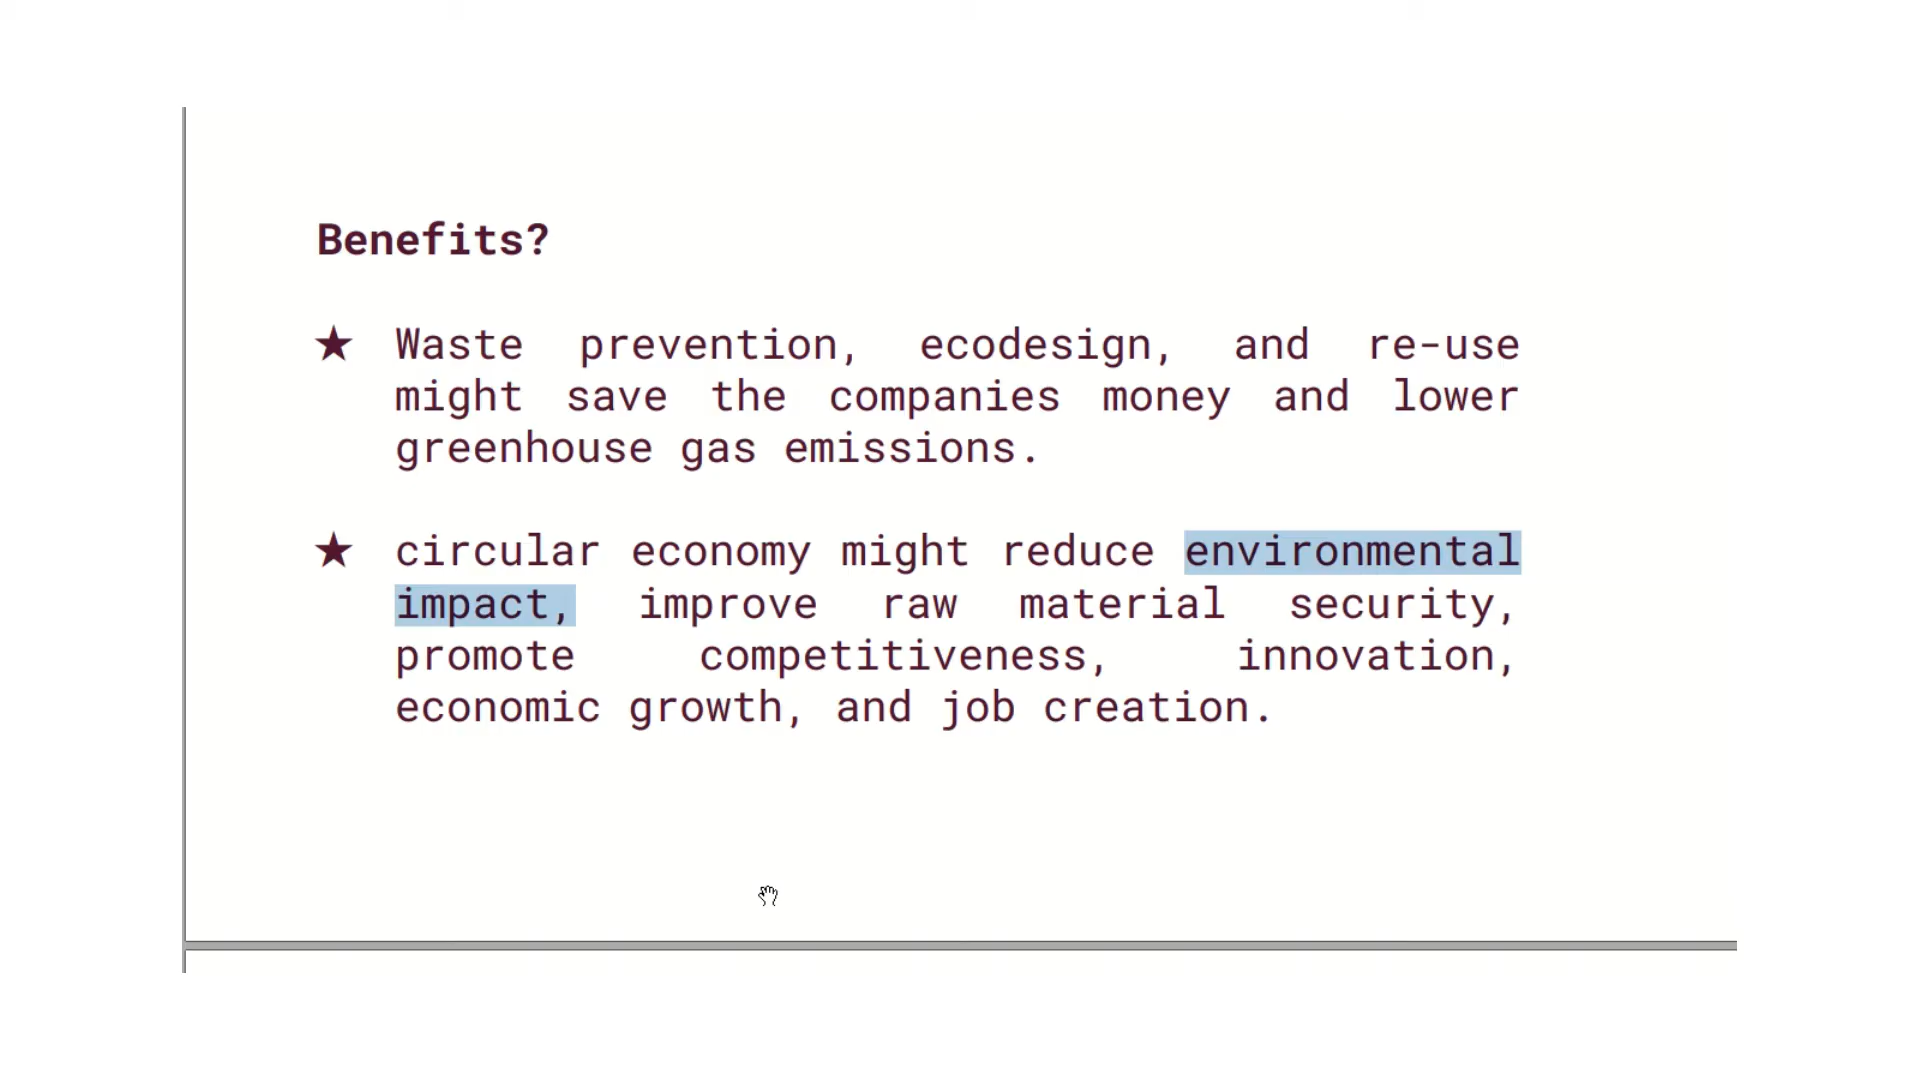 Benefits?
★ Waste prevention, ecodesign, and re-use
might save the companies money and lower
greenhouse gas emissions.
★ circular economy might reduce environmental
impact, improve raw material security,
promote competitiveness, innovation,
economic growth, and job creation.